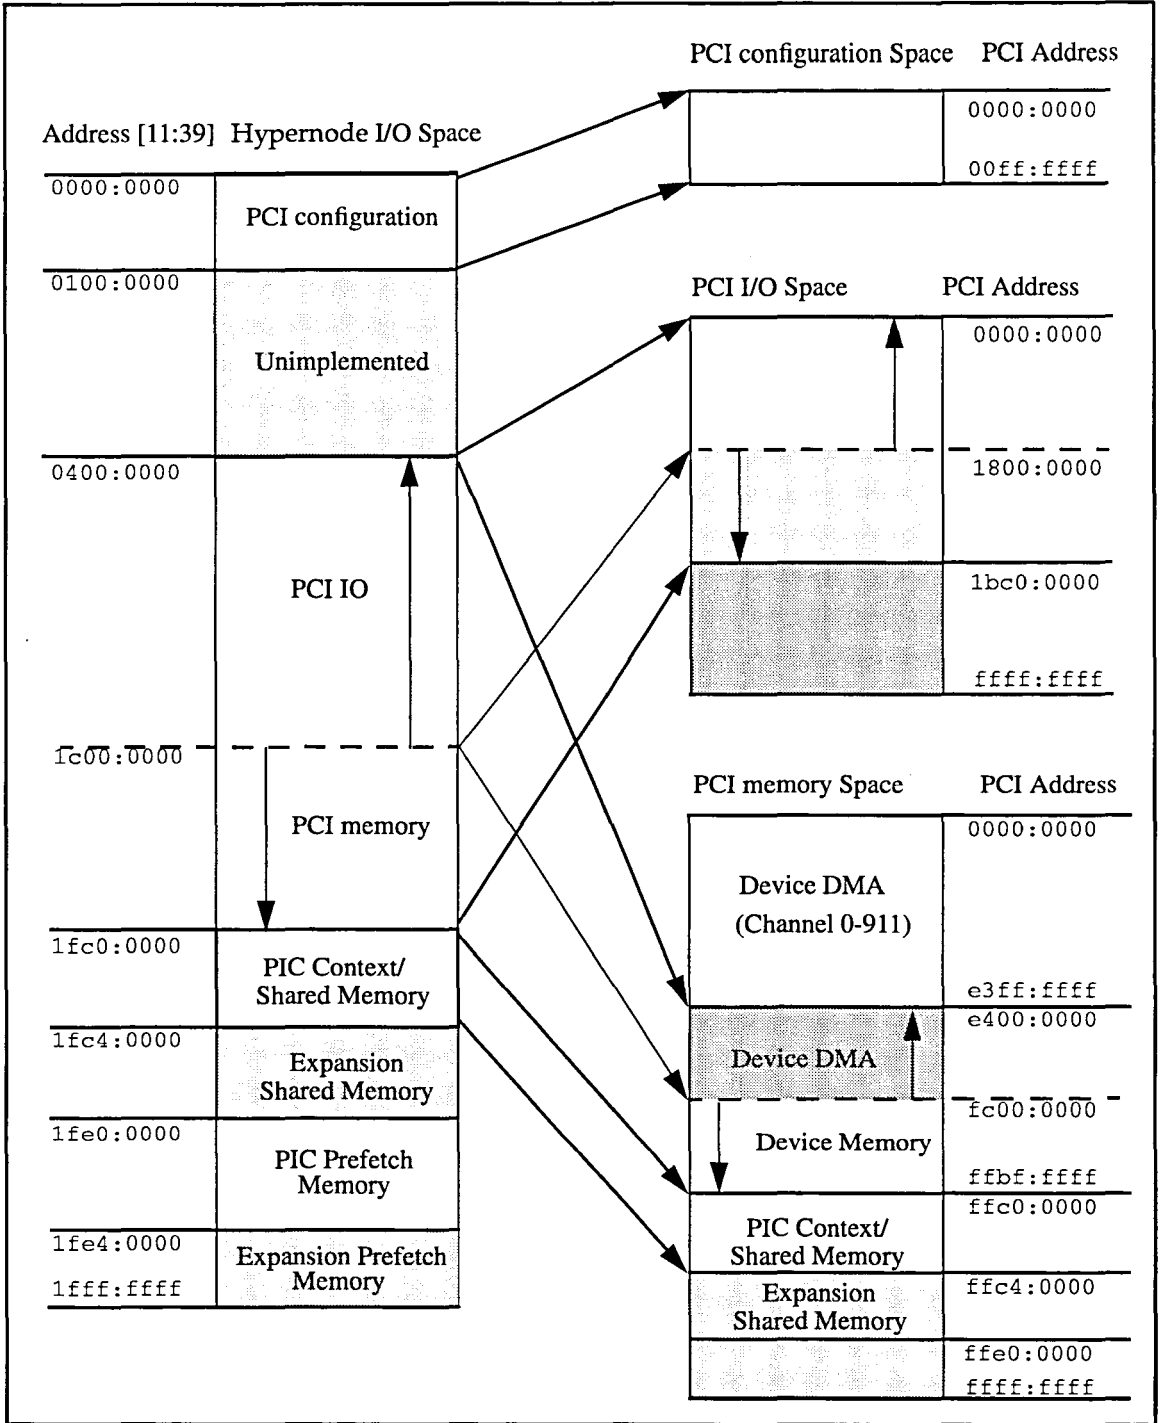 Address [11:39] Hypernode I/O Space
0000:0000
PCI configuration
0100:0000
Unimplemented
0400:0000
PCI IO
1c00:0000
PCI memory
1fc0:0000
PIC Context/
Shared Memory
1fc4:0000
Expansion
Shared Memory
1fe0:0000
PIC Prefetch
Memory
1fe4:0000
Expansion Prefetch
Memory
1fff:ffff
PCI configuration Space PCI Address
0000:0000
00ff:ffff
PCI I/O Space PCI Address
0000:0000
1800:0000
1bc0:0000
ffff:ffff
PCI memory Space PCI Address
0000:0000
Device DMA
(Channel 0-911)
e3ff:ffff
e400:0000
Device DMA
fc00:0000
Device Memory
ffbf:ffff
ffc0:0000
PIC Context/
Shared Memory
ffc4:0000
Expansion
Shared Memory
ffe0:0000
ffff:ffff